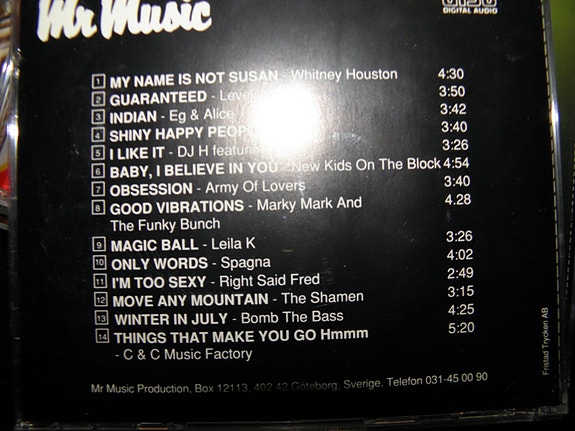 Mr Music
DIGITAL AUDIO
1 MY NAME IS NOT SUSAN - Whitney Houston 4:30
2 GUARANTEED - 3:50
3 INDIAN - Eg & Alice 3:42
4 SHINY HAPPY 3:40
5 I LIKE IT - DJ H 3:26
6 BABY, I BELIEVE IN YOU - New Kids On The Block 4:54
7 OBSESSION - Army Of Lovers 3:40
8 GOOD VIBRATIONS - Marky Mark And 4.28
The Funky Bunch
9 MAGIC BALL - Leila K 3:26
10 ONLY WORDS - Spagna 4:02
11 I'M TOO SEXY - Right Said Fred 2:49
12 MOVE ANY MOUNTAIN - The Shamen 3:15
13 WINTER IN JULY - Bomb The Bass 4:25
14 THINGS THAT MAKE YOU GO Hmmm 5:20
- C & C Music Factory
Mr Music Production, Box 12113, 402 42 Göteborg, Sverige. Telefon 031-45 00 90
Fristad Trycken AB